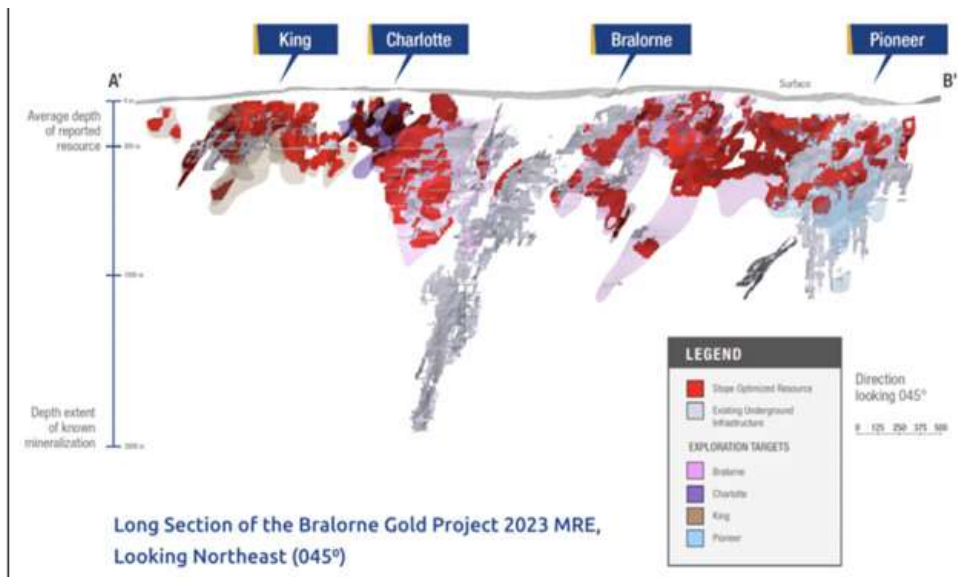 King
Charlotte
Bralorne
Pioneer
A'
B'
Surface
0 m
Average depth
of reported
resource
Depth extent
of known
mineralization
LEGEND
Stope Optimized Resource
Existing Underground
Infrastructure
EXPLORATION TARGETS
Bralorne
Charlotte
King
Pioneer
Direction
looking 045°
0 125 250 375 500
Long Section of the Bralorne Gold Project 2023 MRE,
Looking Northeast (045º)